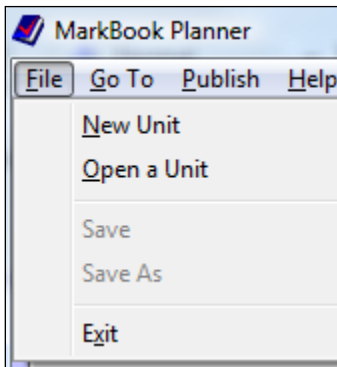 MarkBook Planner
File Go To Publish Help
New Unit
Open a Unit
Save
Save As
Exit